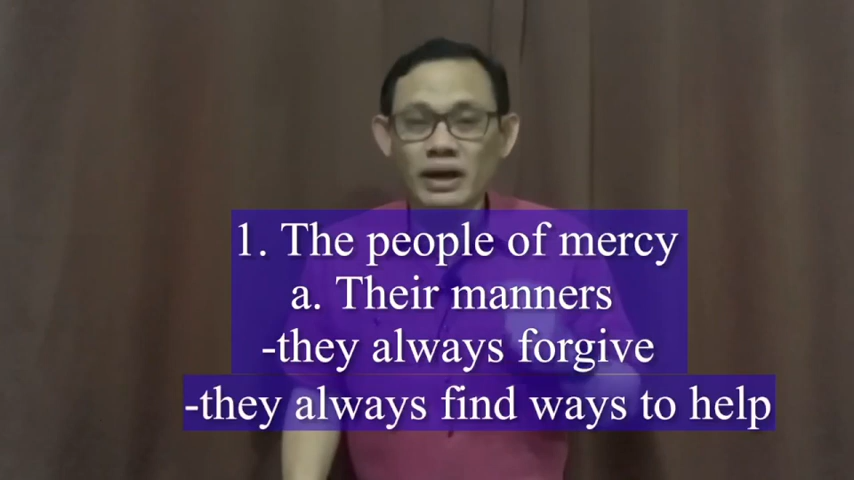 1. The people of mercy
a. Their manners
-they always forgive
-they always find ways to help